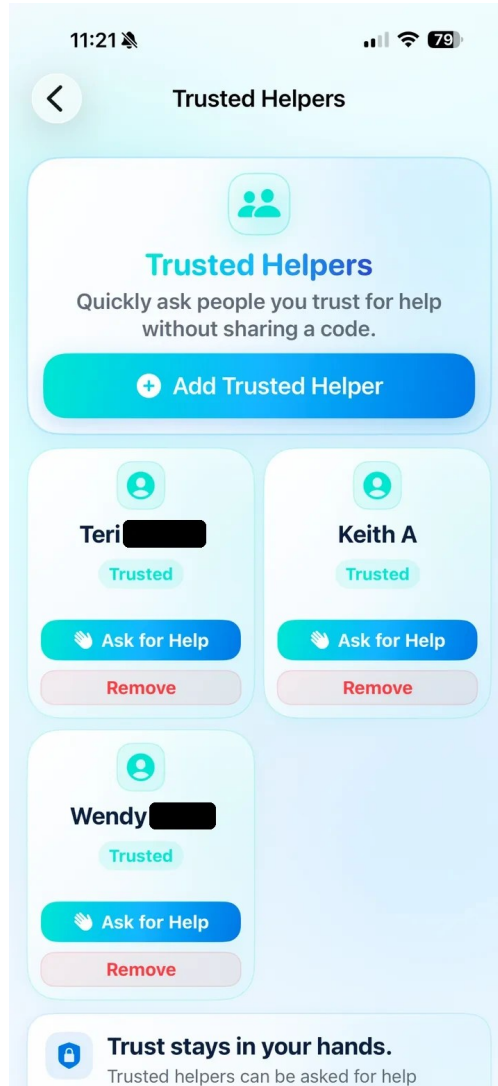 11:21
79
Trusted Helpers
Trusted Helpers
Quickly ask people you trust for help
without sharing a code.
Add Trusted Helper
Teri
Trusted
Ask for Help
Remove
Keith A
Trusted
Ask for Help
Remove
Wendy
Trusted
Ask for Help
Remove
Trust stays in your hands.
Trusted helpers can be asked for help